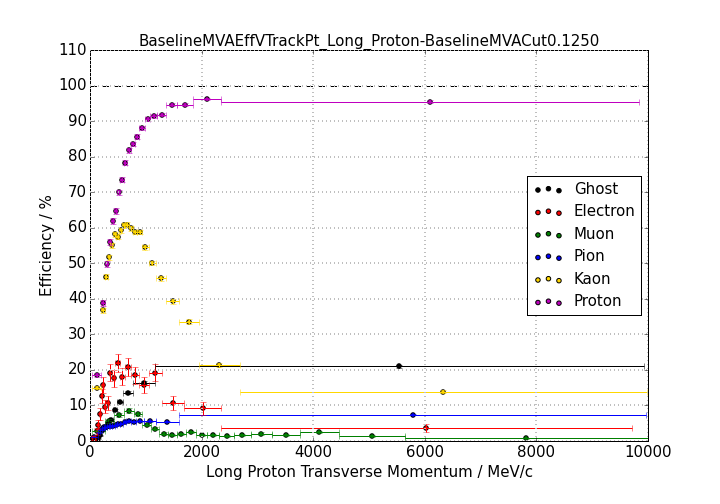 BaselineMVAEffVTrackPt_Long_Proton-BaselineMVACut0.1250
110
100
90
80
70
60
50
40
30
20
10
0
Efficiency / %
Ghost
Electron
Muon
Pion
Kaon
Proton
0 2000 4000 6000 8000 10000
Long Proton Transverse Momentum / MeV/c